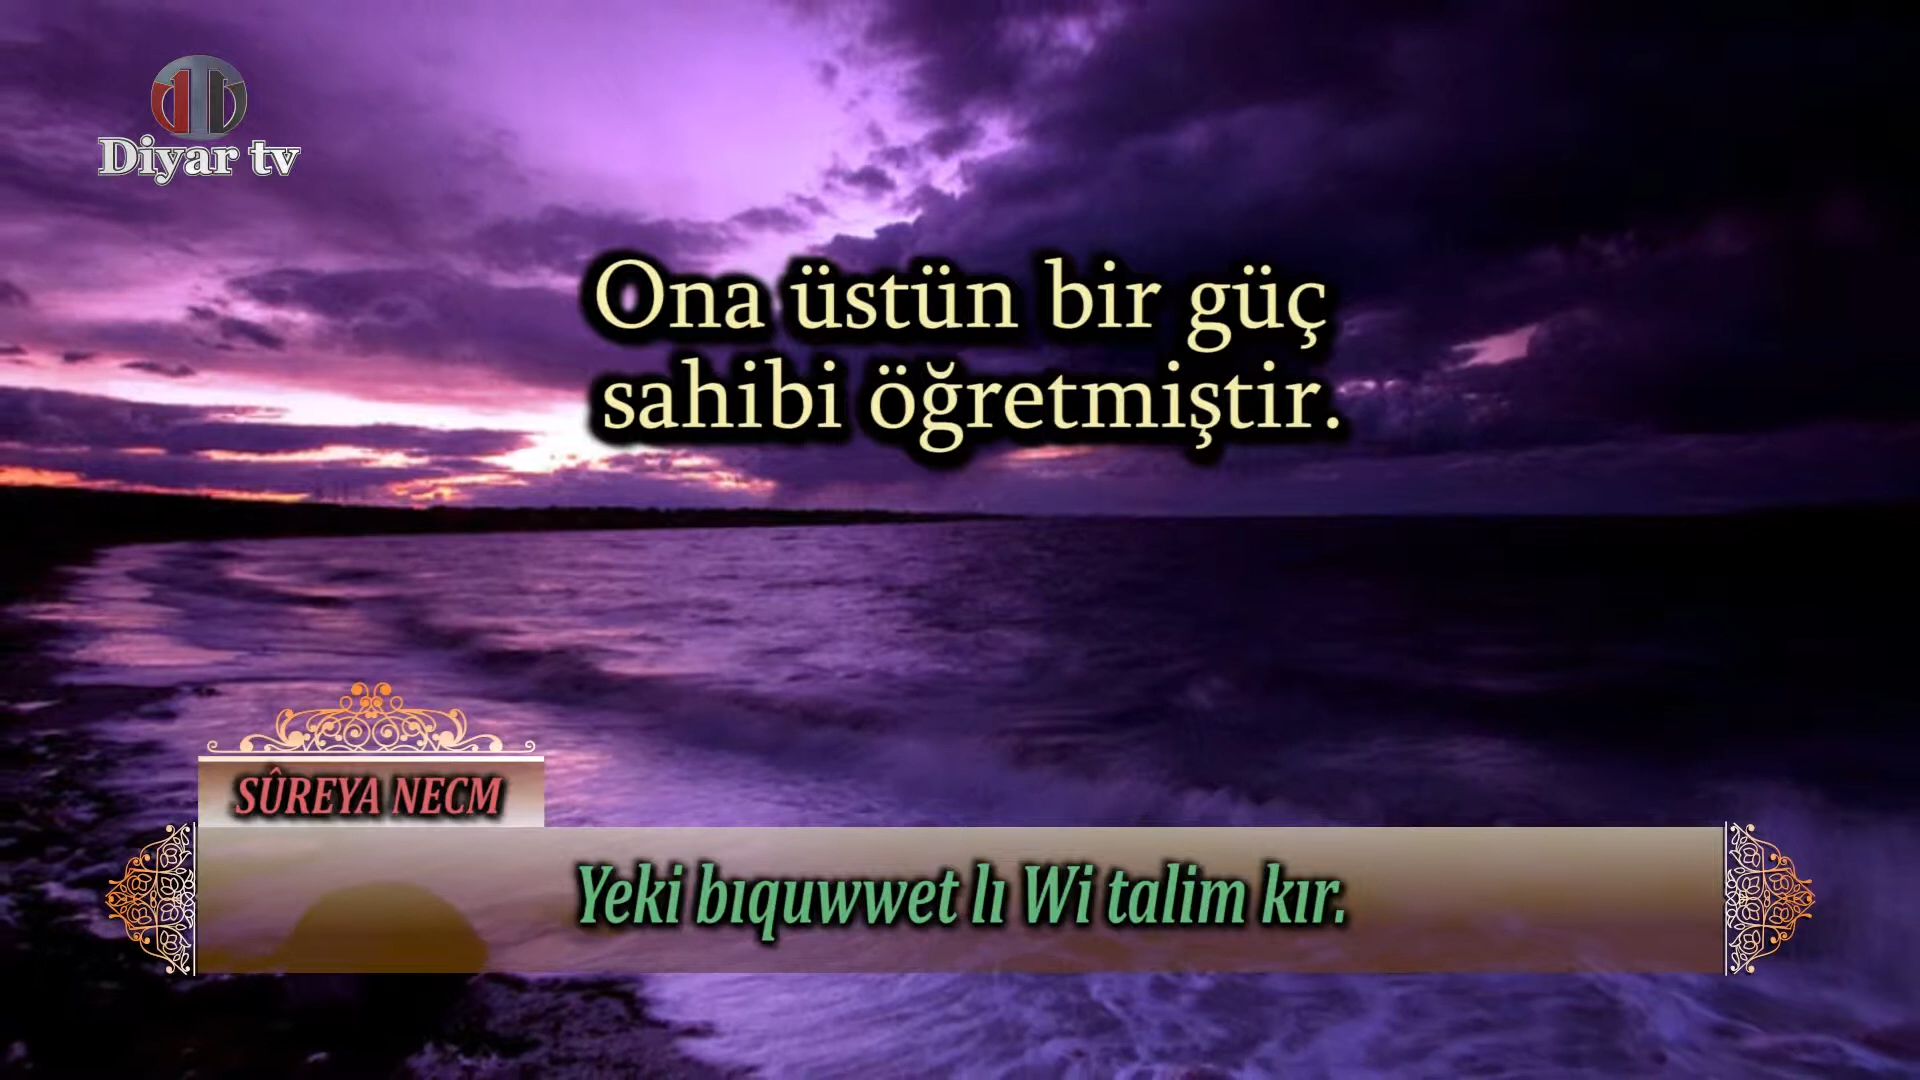 Diyar tv
Ona üstün bir güç
sahibi öğretmiştir.
SÛREYA NECM
Yeki bıquwwet lı Wi talim kır.